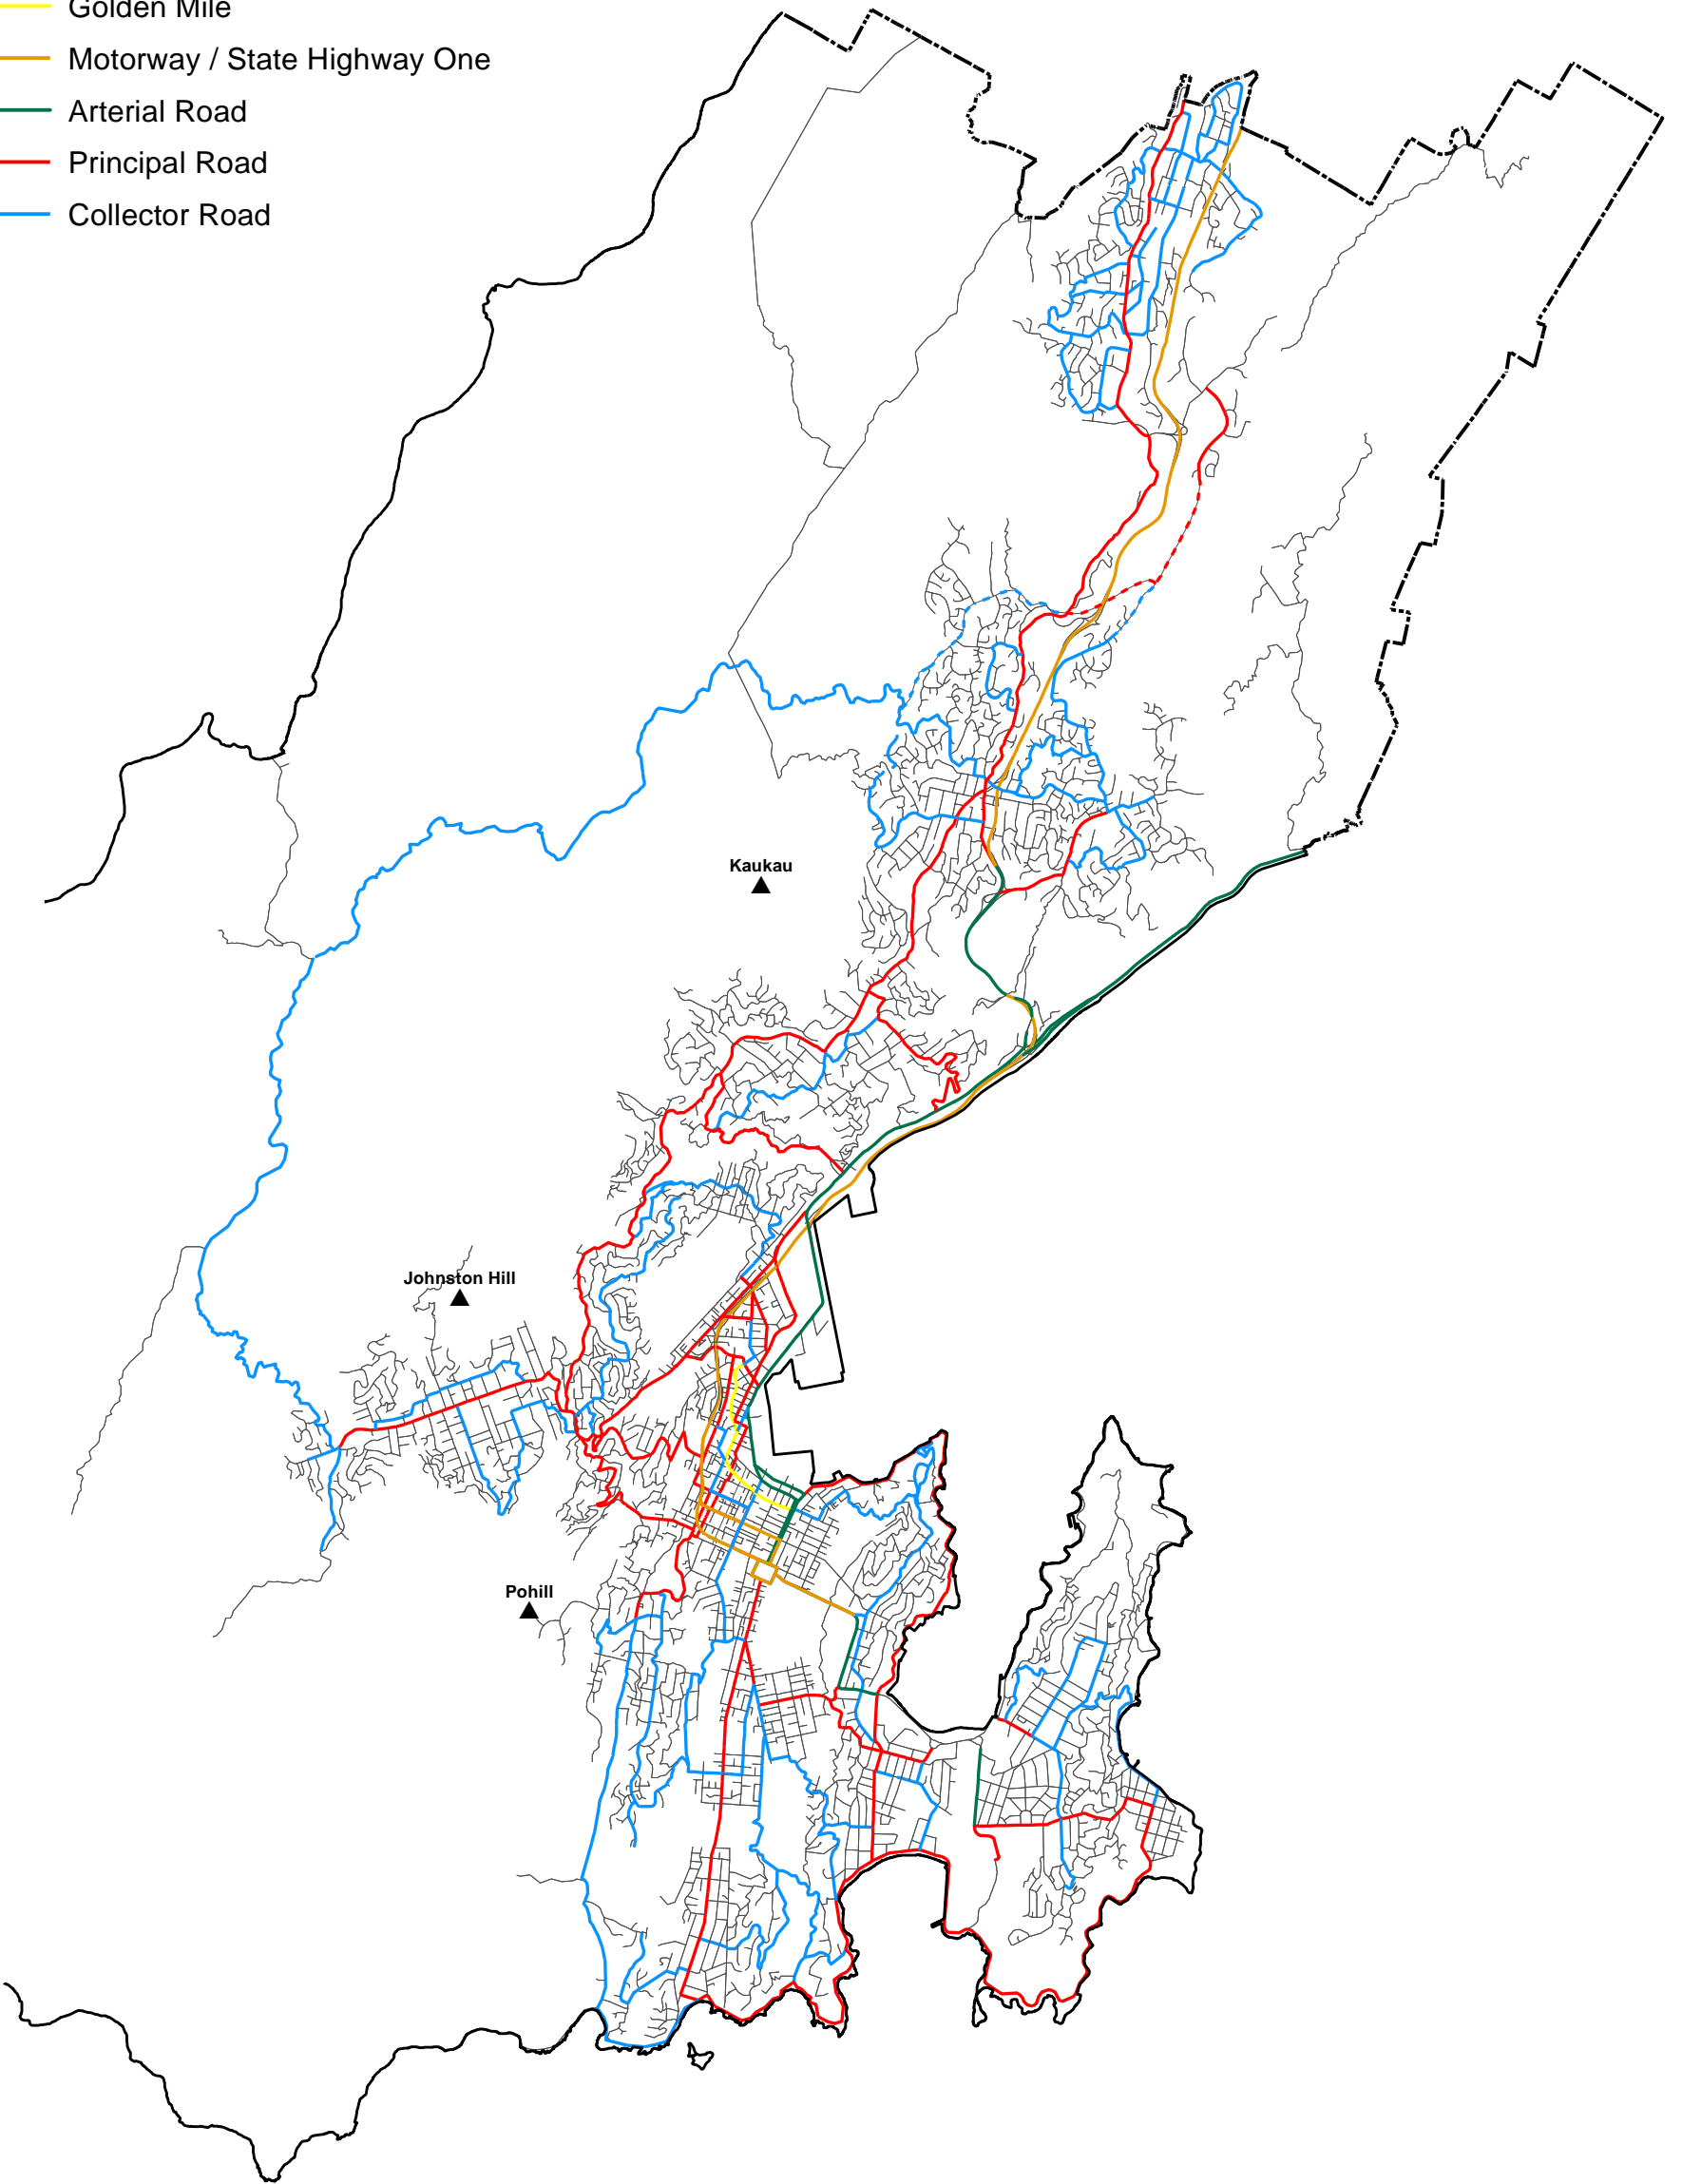 Golden Mile
Motorway / State Highway One
Arterial Road
Principal Road
Collector Road
Kaukau
Johnston Hill
Pohill